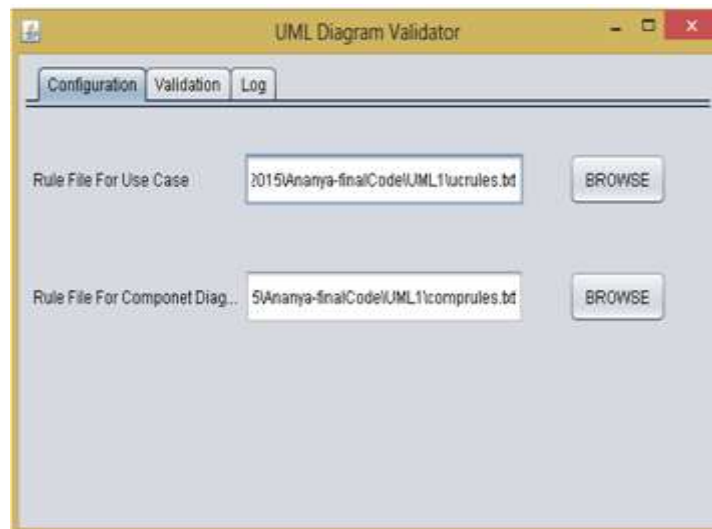 UML Diagram Validator
Configuration Validation Log
Rule File For Use Case 2015\Ananya-finalCode\UML1\ucrules.txt BROWSE
Rule File For Componet Diag... 5\Ananya-finalCode\UML1\comprules.txt BROWSE